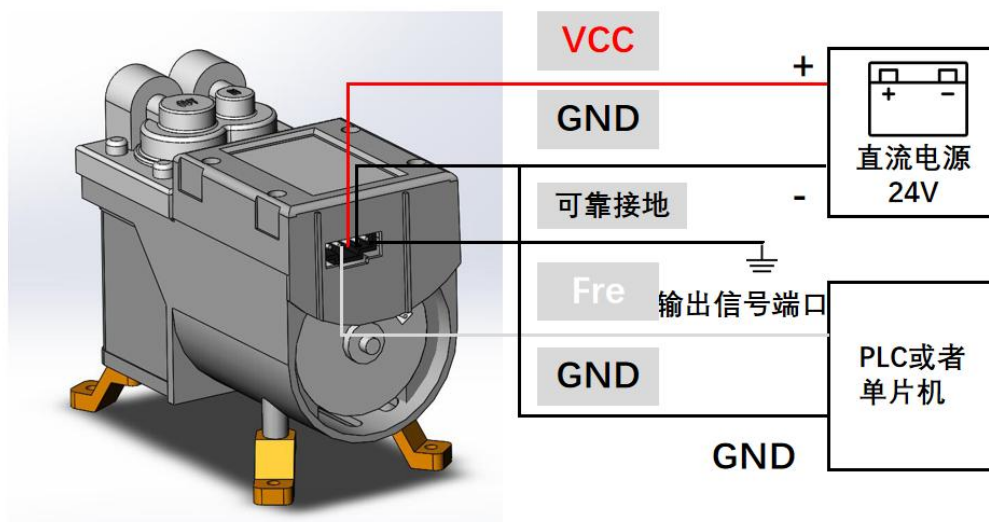 VCC
+
GND
+ -
直流电源
24V
可靠接地
-
Fre
输出信号端口
PLC或者
单片机
GND
GND